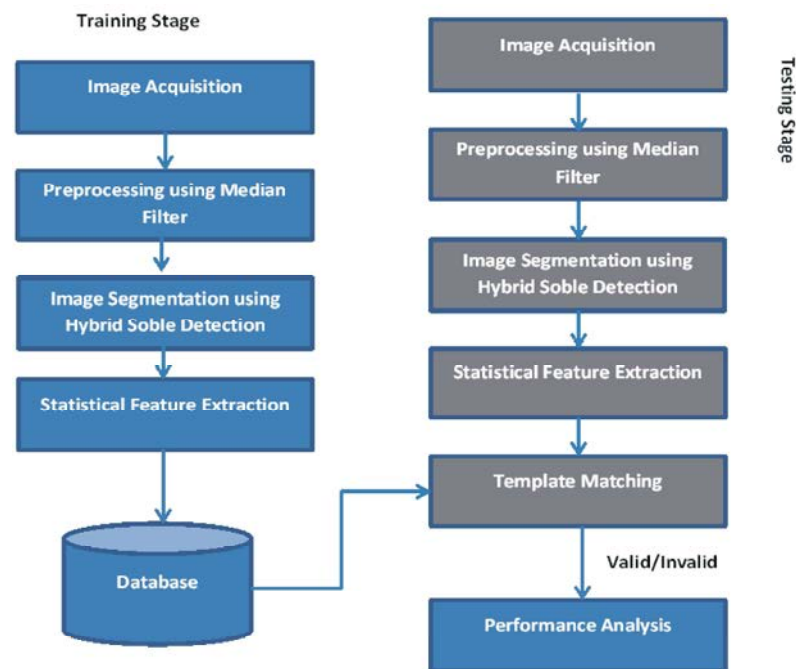 Training Stage
Image Acquisition
Preprocessing using Median
Filter
Image Segmentation using
Hybrid Soble Detection
Statistical Feature Extraction
Database
Testing Stage
Image Acquisition
Preprocessing using Median
Filter
Image Segmentation using
Hybrid Soble Detection
Statistical Feature Extraction
Template Matching
Valid/Invalid
Performance Analysis